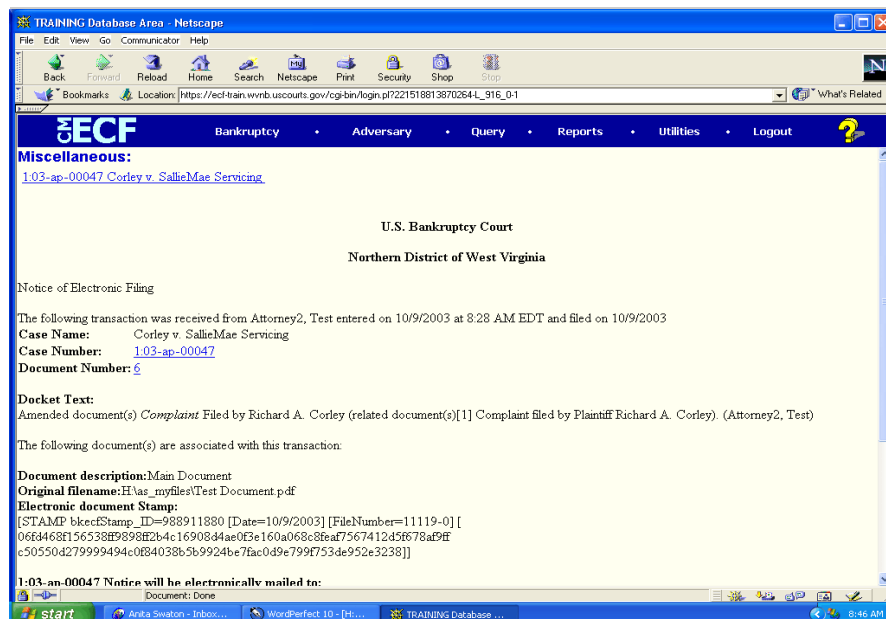 TRAINING Database Area - Netscape
File Edit View Go Communicator Help
Back Forward Reload Home Search Netscape Print Security Shop Stop
Bookmarks Location: https://ecf-train.wvnb.uscourts.gov/cgi-bin/login.pl?221518813870264-L_916_0-1 What's Related
CM ECF Bankruptcy • Adversary • Query • Reports • Utilities • Logout ?
Miscellaneous:
1:03-ap-00047 Corley v. SallieMae Servicing
U.S. Bankruptcy Court
Northern District of West Virginia
Notice of Electronic Filing
The following transaction was received from Attorney2, Test entered on 10/9/2003 at 8:28 AM EDT and filed on 10/9/2003
Case Name: Corley v. SallieMae Servicing
Case Number: 1:03-ap-00047
Document Number: 6
Docket Text:
Amended document(s) Complaint Filed by Richard A. Corley (related document(s)[1] Complaint filed by Plaintiff Richard A. Corley). (Attorney2, Test)
The following document(s) are associated with this transaction:
Document description:Main Document
Original filename:H:\as_myfiles\Test Document.pdf
Electronic document Stamp:
[STAMP bkecfStamp_ID=988911880 [Date=10/9/2003] [FileNumber=11119-0] [
06fd468f156538ff9898ff2b4c16908d4ae0f3e160a068c8feaf7567412d5f678af9ff
c50550d279999494c0f84038b5b9924be7fac0d9e799f753de952e3238]]
1:03-ap-00047 Notice will be electronically mailed to:
Document: Done
start Anita Swaton - Inbox... WordPerfect 10 - [H:... TRAINING Database ... 8:46 AM